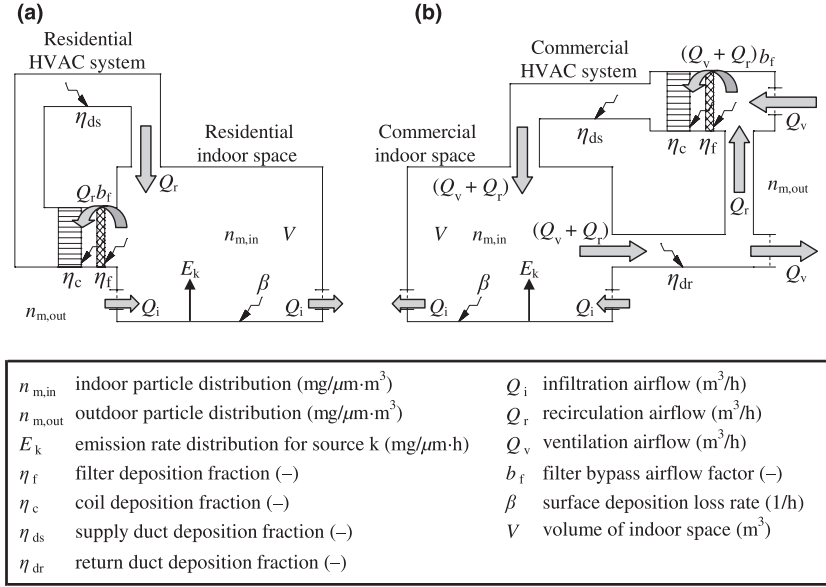 (a)
Residential
HVAC system
η_ds
Q_r
Residential
indoor space
Q_r b_f
n_m,in V
η_c η_f
E_k
β
n_m,out
Q_i
Q_i
(b)
Commercial
HVAC system
(Q_v + Q_r) b_f
η_ds
η_c η_f
Q_v
Commercial
indoor space
(Q_v + Q_r)
n_m,out
Q_r
V n_m,in
(Q_v + Q_r)
E_k
η_dr
Q_v
β
Q_i
Q_i
n_m,in indoor particle distribution (mg/μm·m³)
n_m,out outdoor particle distribution (mg/μm·m³)
E_k emission rate distribution for source k (mg/μm·h)
η_f filter deposition fraction (–)
η_c coil deposition fraction (–)
η_ds supply duct deposition fraction (–)
η_dr return duct deposition fraction (–)
Q_i infiltration airflow (m³/h)
Q_r recirculation airflow (m³/h)
Q_v ventilation airflow (m³/h)
b_f filter bypass airflow factor (–)
β surface deposition loss rate (1/h)
V volume of indoor space (m³)